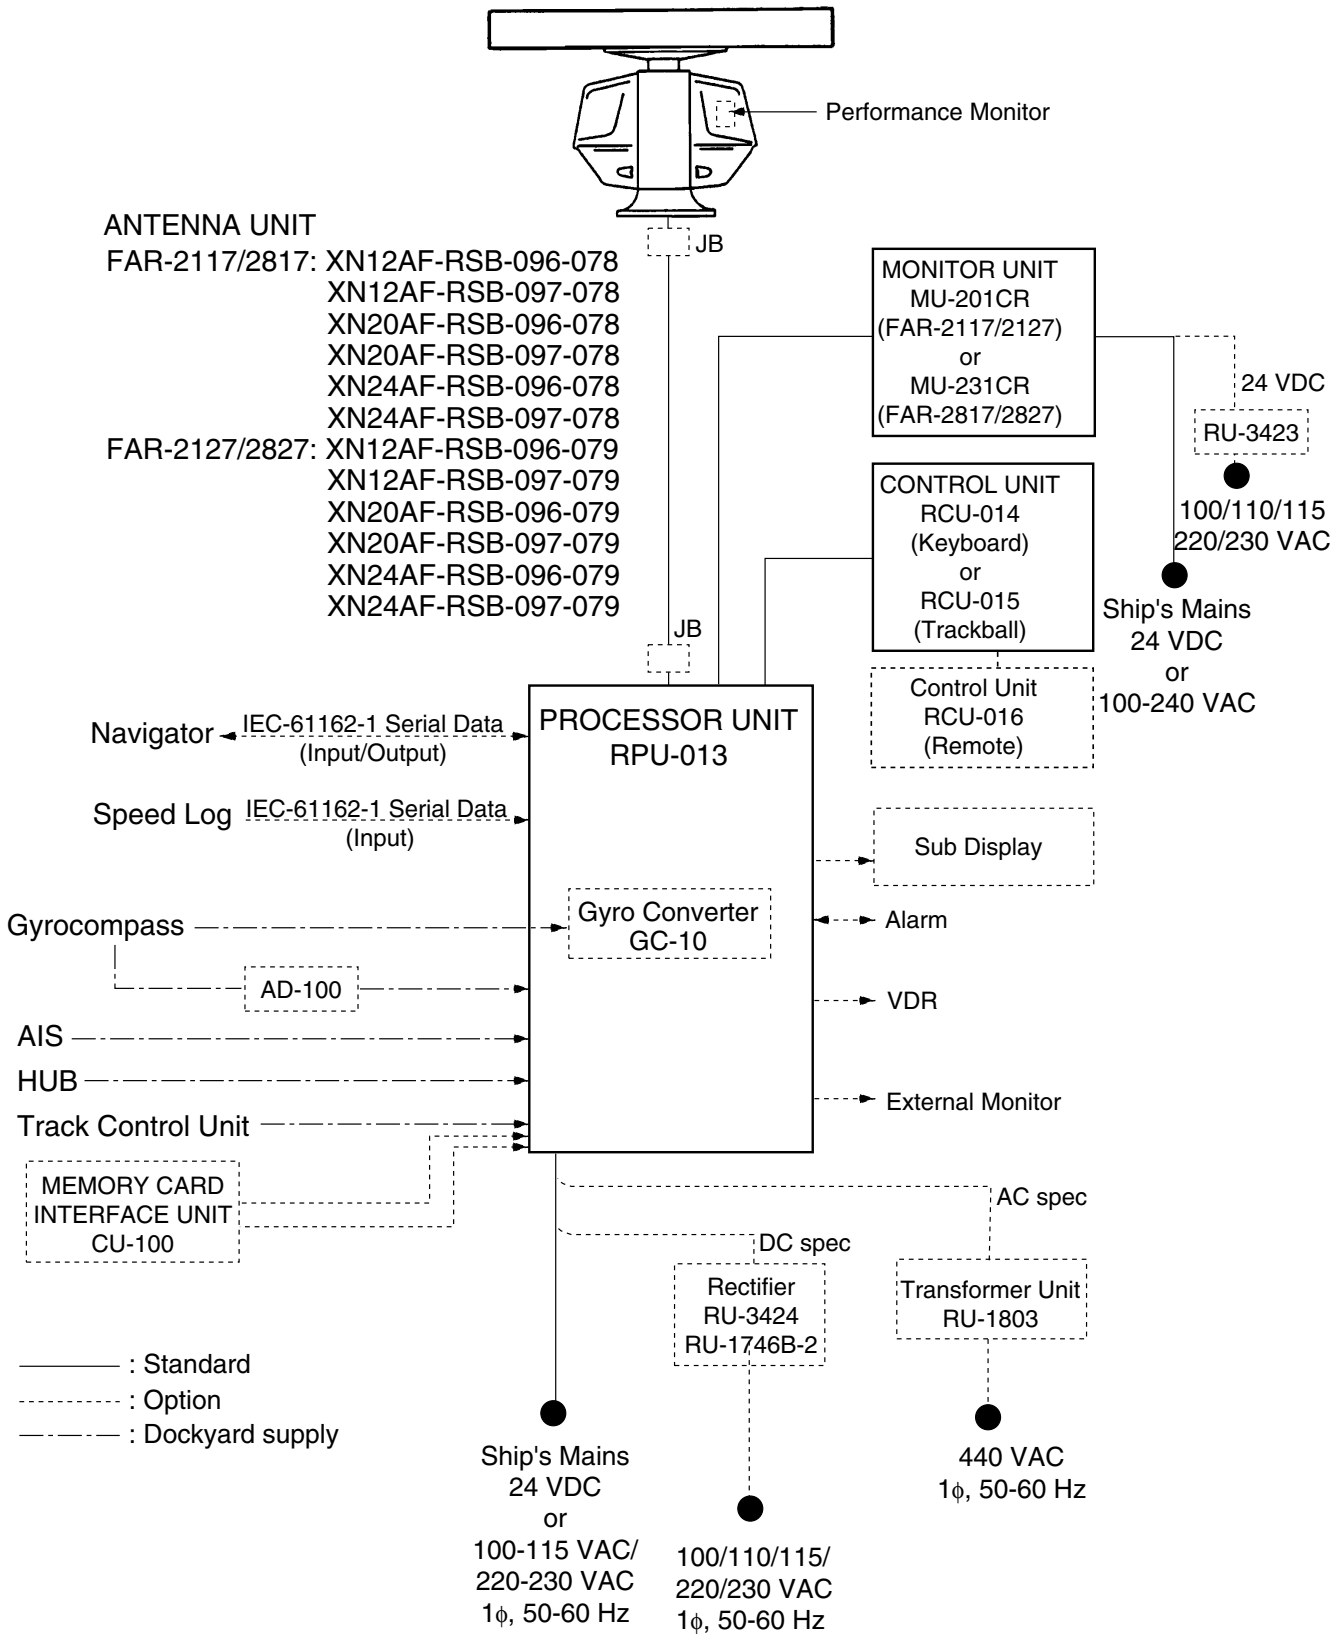 Performance Monitor
ANTENNA UNIT
JB
FAR-2117/2817: XN12AF-RSB-096-078
XN12AF-RSB-097-078
XN20AF-RSB-096-078
XN20AF-RSB-097-078
XN24AF-RSB-096-078
XN24AF-RSB-097-078
FAR-2127/2827: XN12AF-RSB-096-079
XN12AF-RSB-097-079
XN20AF-RSB-096-079
XN20AF-RSB-097-079
XN24AF-RSB-096-079
XN24AF-RSB-097-079
JB
MONITOR UNIT
MU-201CR
(FAR-2117/2127)
or
MU-231CR
(FAR-2817/2827)
24 VDC
RU-3423
100/110/115
220/230 VAC
CONTROL UNIT
RCU-014
(Keyboard)
or
RCU-015
(Trackball)
Ship's Mains
24 VDC
or
100-240 VAC
Control Unit
RCU-016
(Remote)
PROCESSOR UNIT
RPU-013
Navigator
IEC-61162-1 Serial Data
(Input/Output)
Speed Log
IEC-61162-1 Serial Data
(Input)
Sub Display
Gyrocompass
Gyro Converter
GC-10
Alarm
AD-100
VDR
AIS
HUB
External Monitor
Track Control Unit
MEMORY CARD
INTERFACE UNIT
CU-100
AC spec
DC spec
Rectifier
RU-3424
RU-1746B-2
Transformer Unit
RU-1803
: Standard
: Option
: Dockyard supply
Ship's Mains
24 VDC
or
100-115 VAC/
220-230 VAC
1ϕ, 50-60 Hz
100/110/115/
220/230 VAC
1ϕ, 50-60 Hz
440 VAC
1ϕ, 50-60 Hz